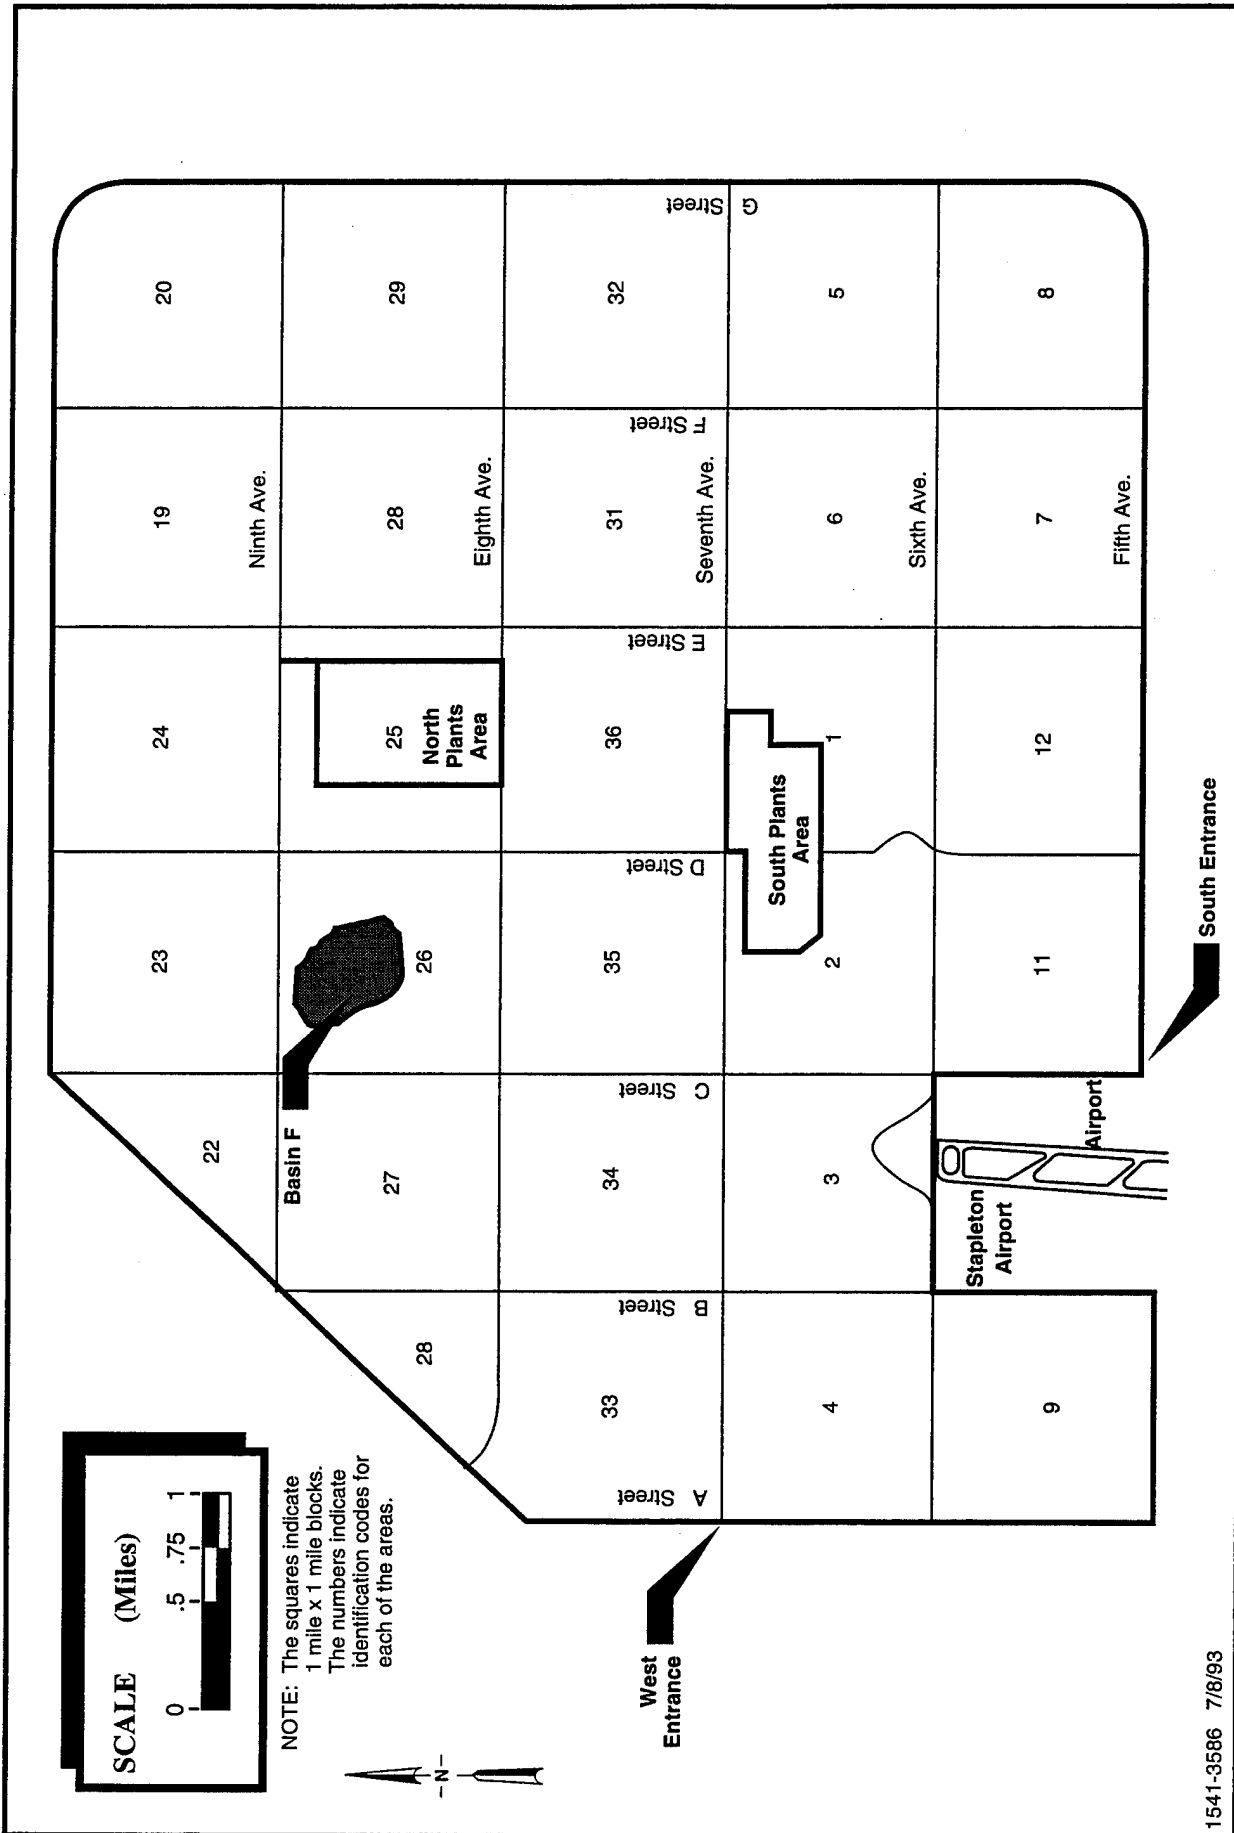 SCALE (Miles)
0 .5 .75 1
NOTE: The squares indicate
1 mile x 1 mile blocks.
The numbers indicate
identification codes for
each of the areas.
-N-
22 23 24 19 20
Ninth Ave.
Basin F
28 27 26 25 28 29
North
Plants
Area
Eighth Ave.
33 34 35 36 31 32
A Street
B Street
C Street
D Street
E Street
F Street
G Street
Seventh Ave.
West
Entrance
South Plants
Area
4 3 2 1 6 5
Sixth Ave.
Stapleton
Airport
Airport
9 11 12 7 8
Fifth Ave.
South Entrance
1541-3586 7/8/93